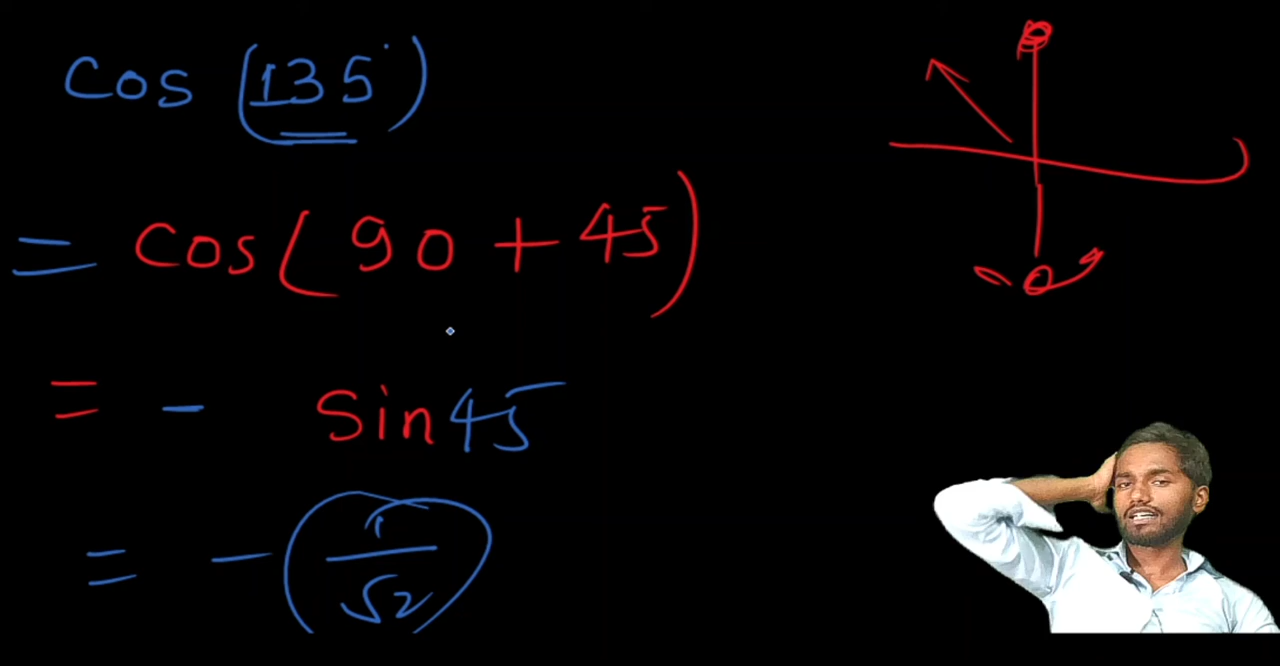 cos (135°)
= cos(90 + 45)
= - sin 45
= - (1/√2)